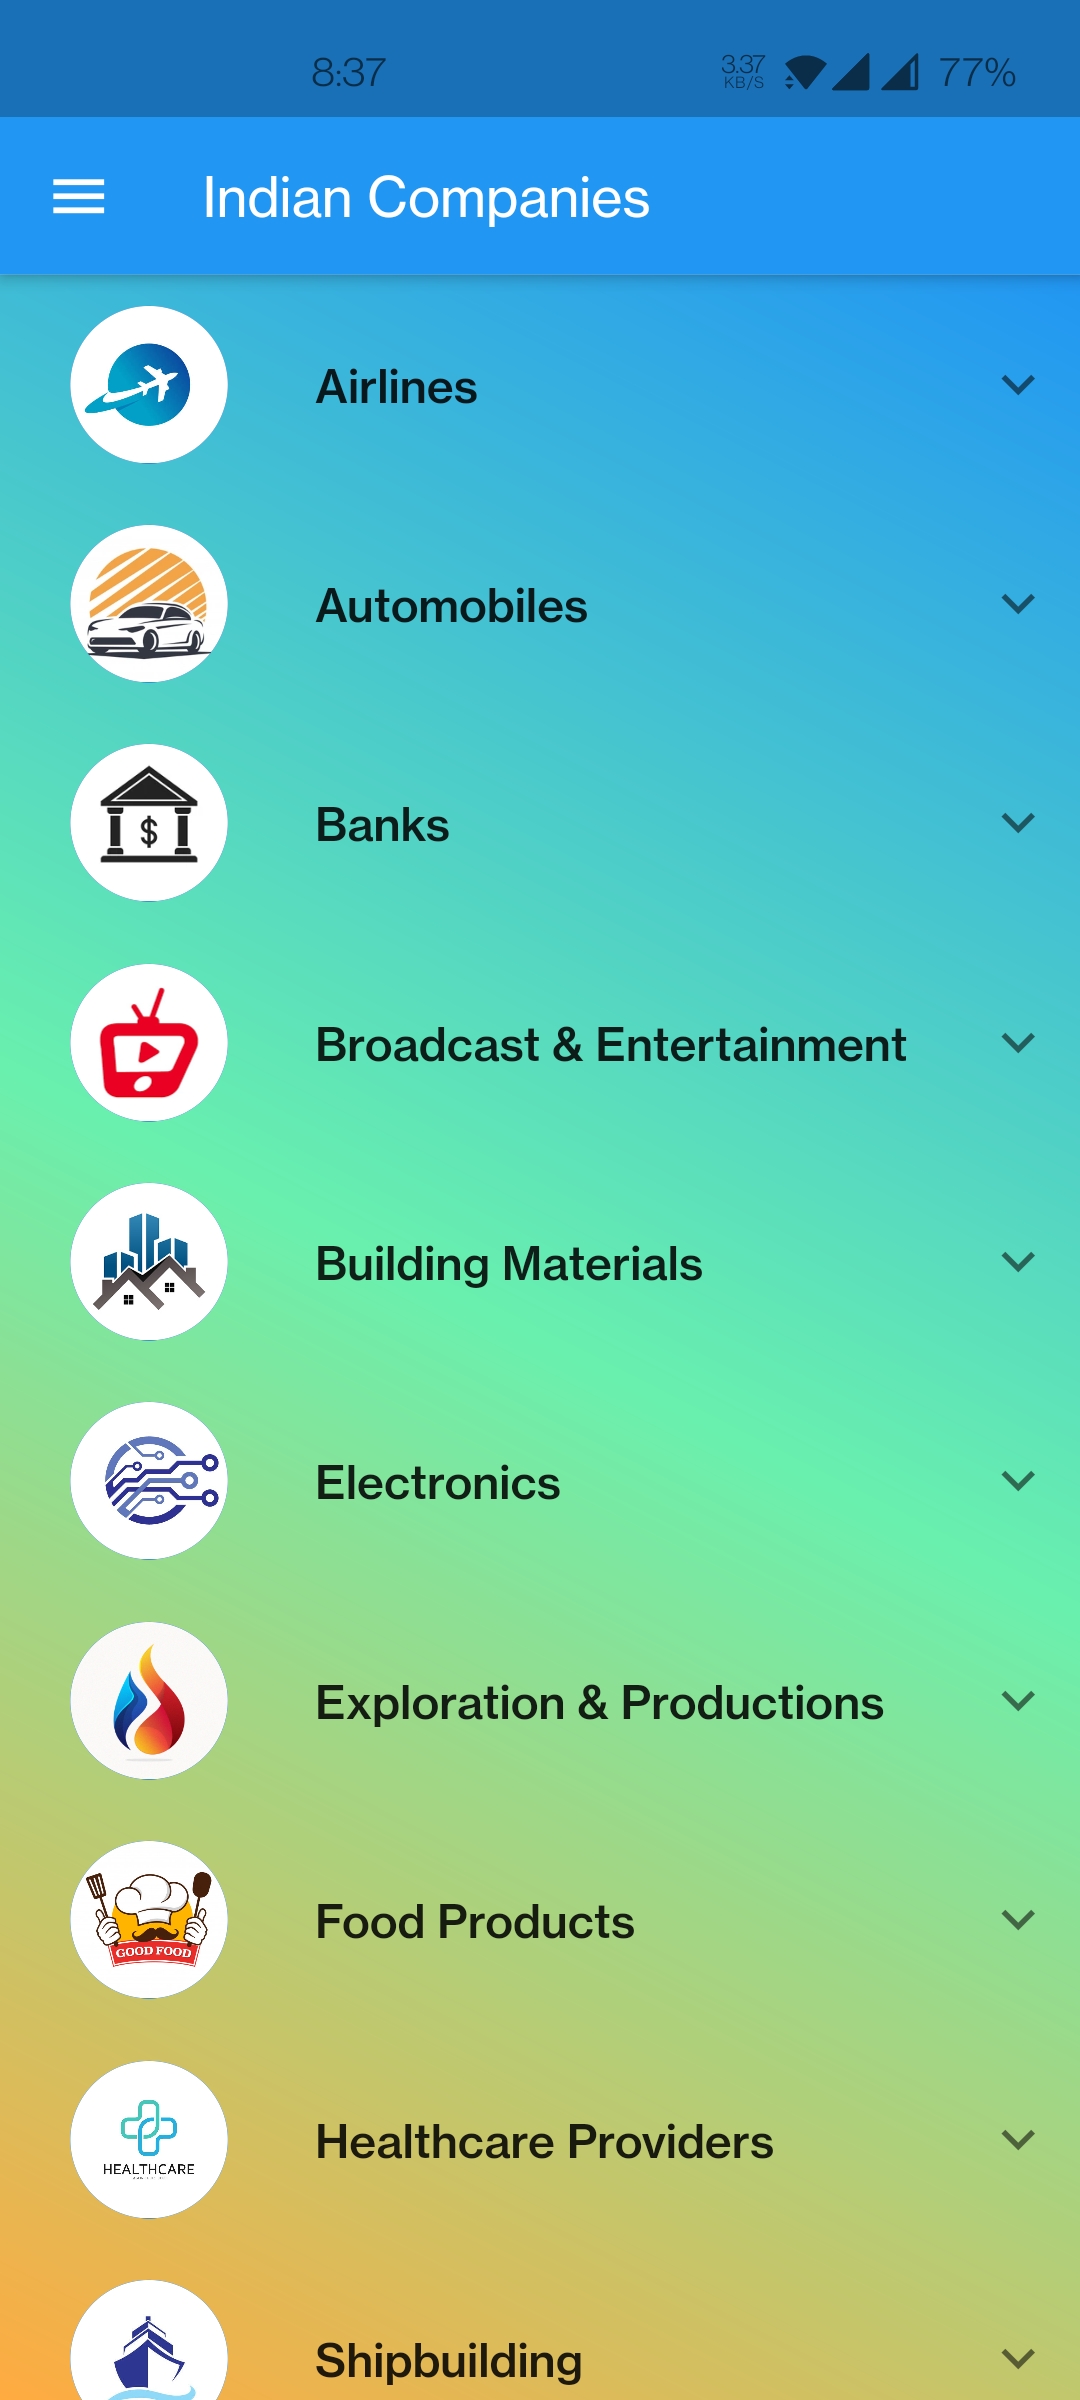 8:37
3.37
KB/S
77%
Indian Companies
Airlines
Automobiles
$
Banks
Broadcast & Entertainment
Building Materials
Electronics
Exploration & Productions
GOOD FOOD
Food Products
HEALTHCARE
Healthcare Providers
Shipbuilding